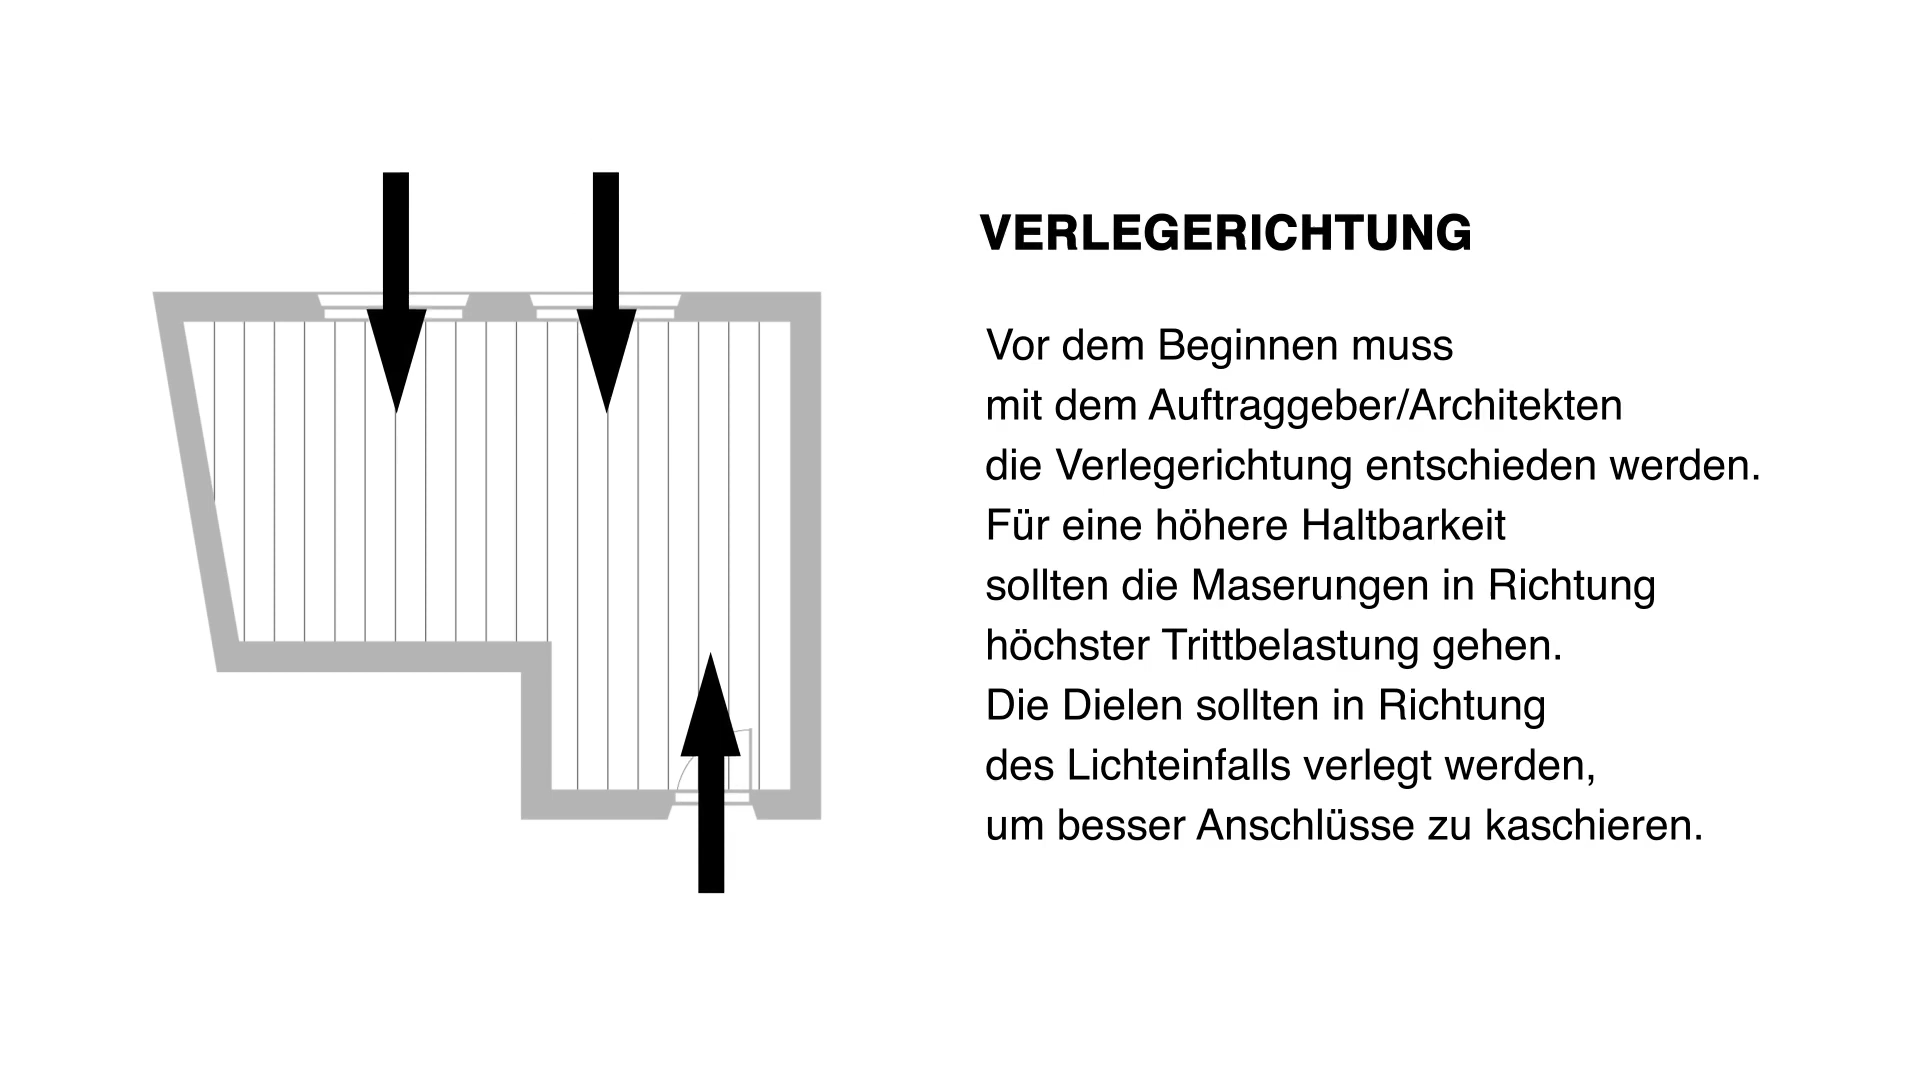 VERLEGERICHTUNG
Vor dem Beginnen muss
mit dem Auftraggeber/Architekten
die Verlegerichtung entschieden werden.
Für eine höhere Haltbarkeit
sollten die Maserungen in Richtung
höchster Trittbelastung gehen.
Die Dielen sollten in Richtung
des Lichteinfalls verlegt werden,
um besser Anschlüsse zu kaschieren.